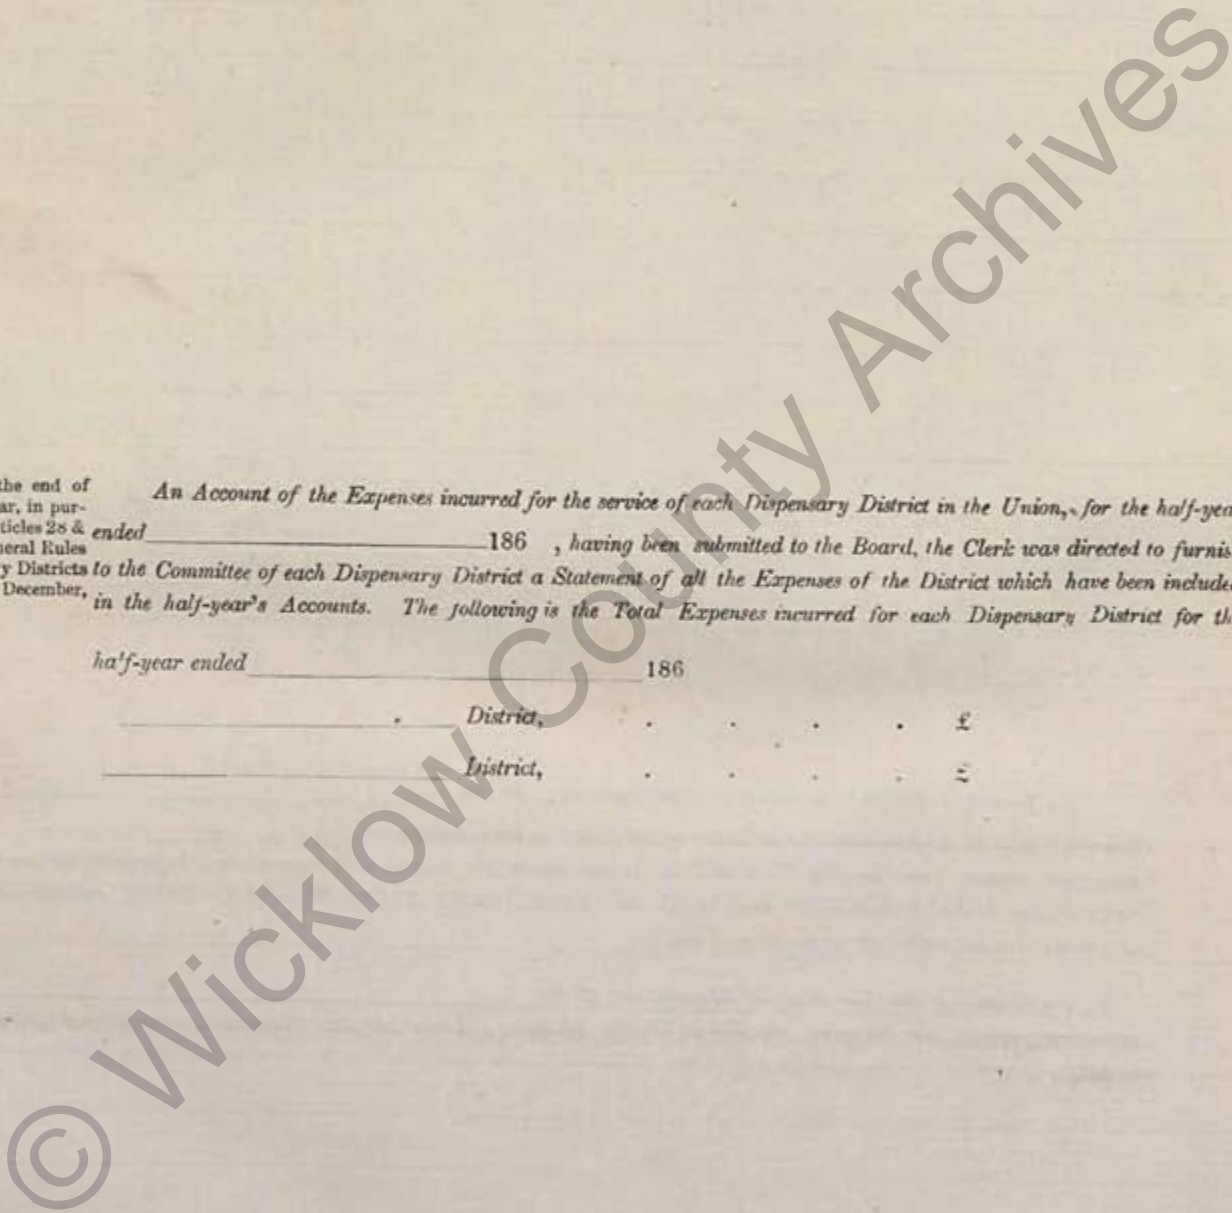 the end of
ar, in pur-
ticles 28 &
neral Rules
y Districts
December,
An Account of the Expenses incurred for the service of each Dispensary District in the Union, for the half-yea
ended 186 , having been submitted to the Board, the Clerk was directed to furnis
to the Committee of each Dispensary District a Statement of all the Expenses of the District which have been include
in the half-year's Accounts. The following is the Total Expenses incurred for each Dispensary District for th
half-year ended 186
District, . . . . £
District, . . . . £
© Wicklow County Archives